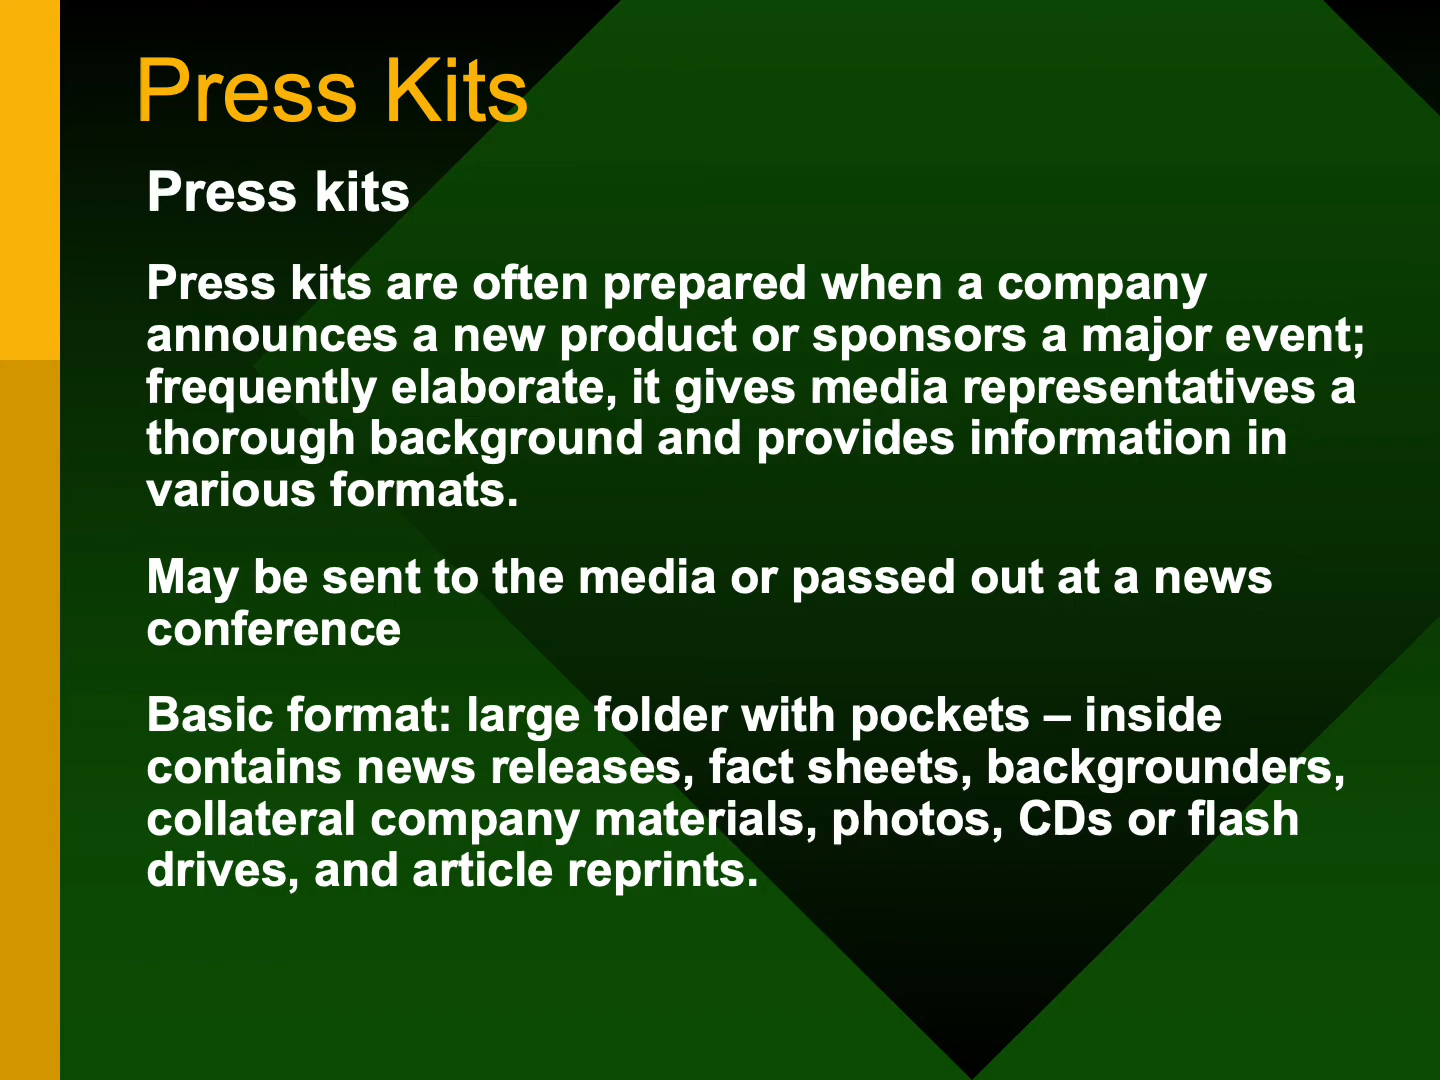 Press Kits
Press kits
Press kits are often prepared when a company
announces a new product or sponsors a major event;
frequently elaborate, it gives media representatives a
thorough background and provides information in
various formats.
May be sent to the media or passed out at a news
conference
Basic format: large folder with pockets – inside
contains news releases, fact sheets, backgrounders,
collateral company materials, photos, CDs or flash
drives, and article reprints.